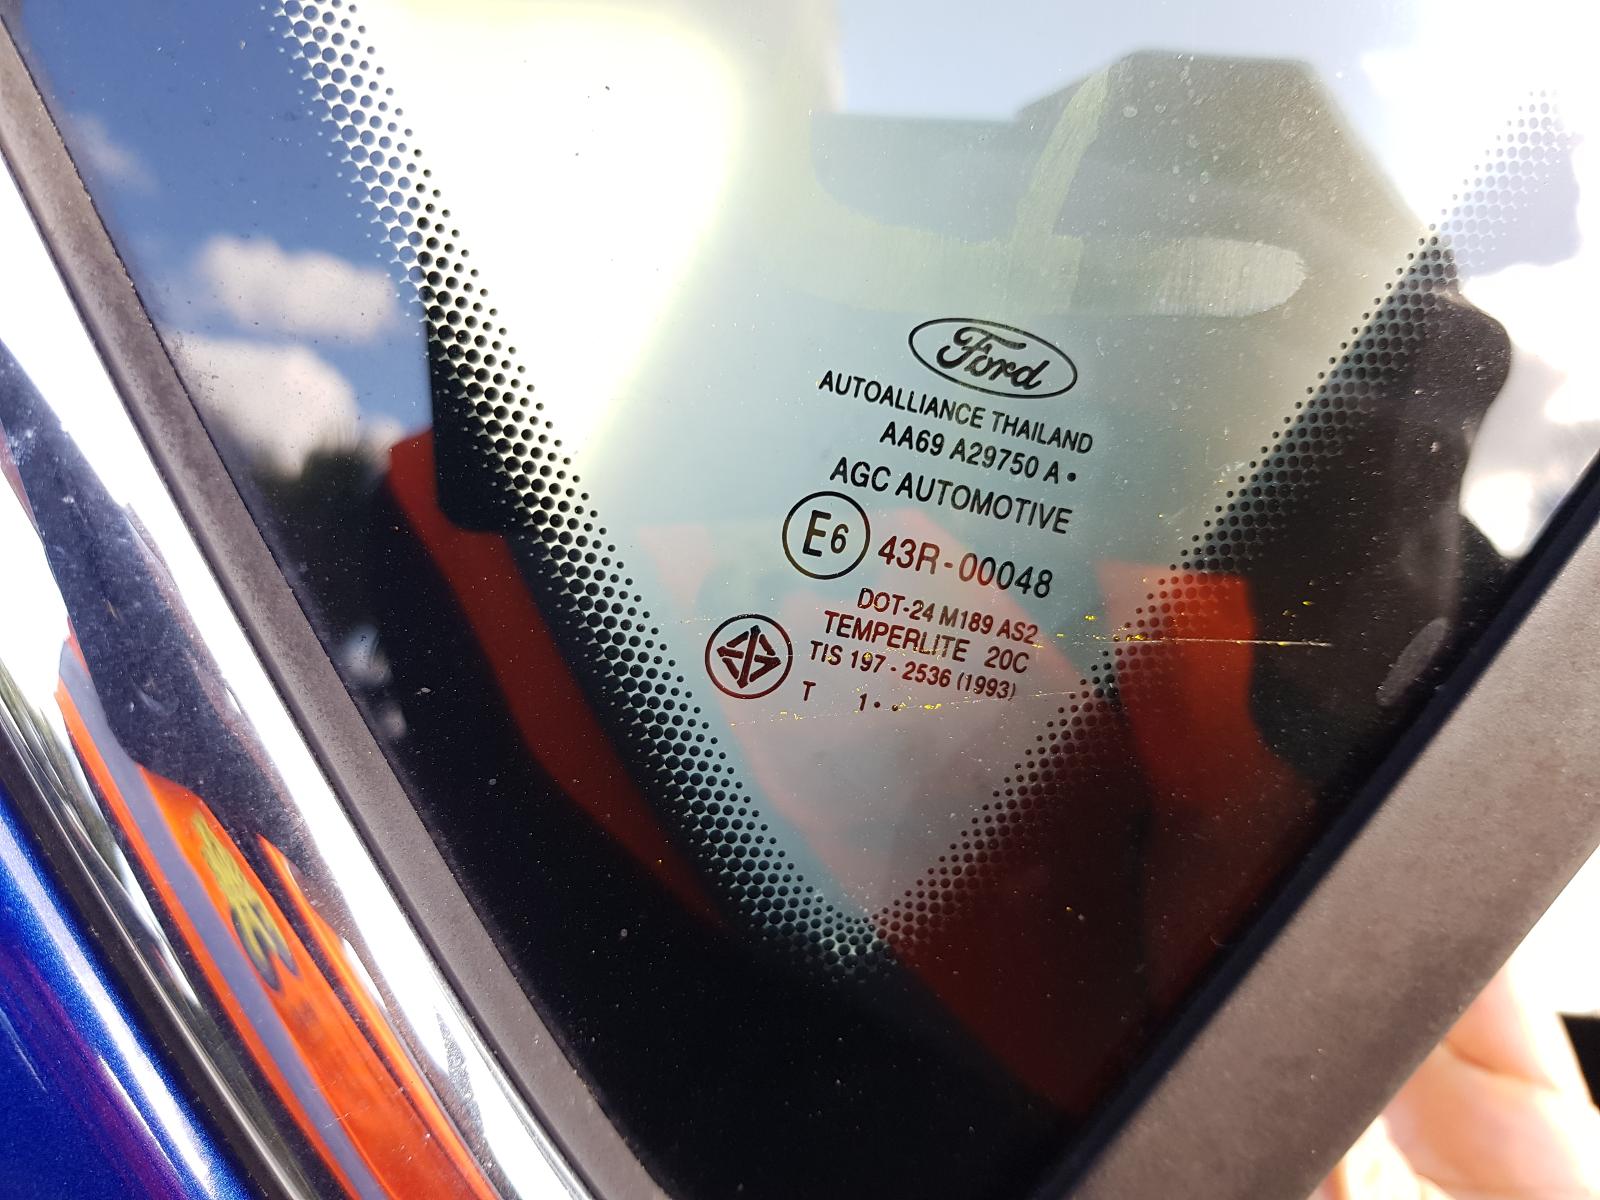 Ford
AUTOALLIANCE THAILAND
AA69 A29750 A •
AGC AUTOMOTIVE
E6 43R-00048
DOT-24 M189 AS2
TEMPERLITE 20C
TIS 197 - 2536 (1993)
T 1 • •